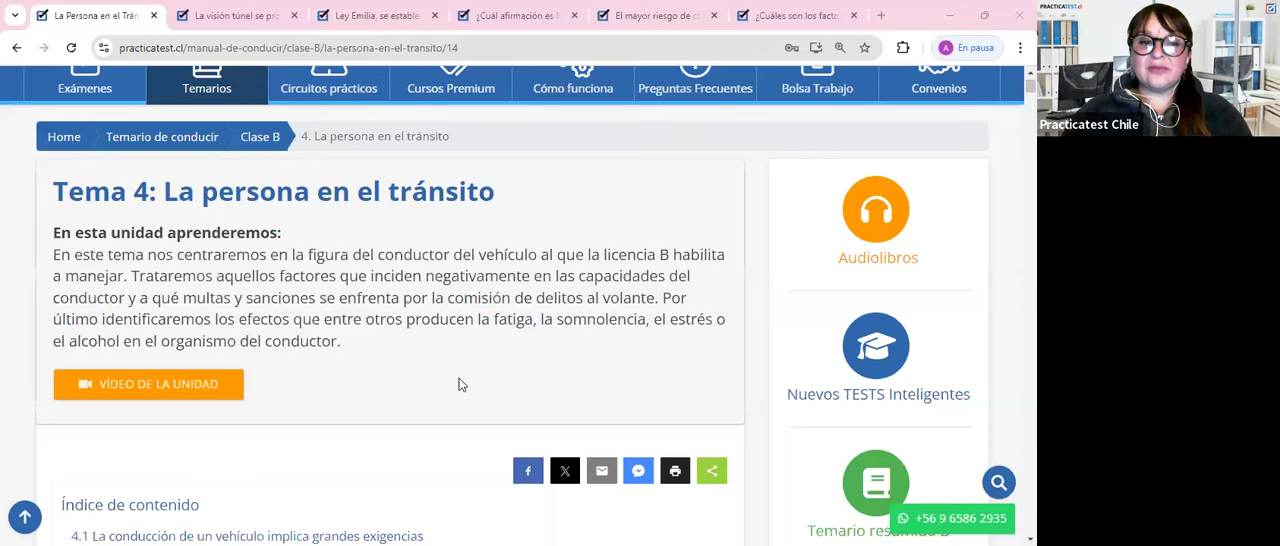 La Persona en el Trán
La visión túnel se pro
Ley Emilia, se estable
¿Cuál afirmación es
El mayor riesgo de co
¿Cuáles son los facto
practicatest.cl/manual-de-conducir/clase-B/la-persona-en-el-transito/14
En pausa
PRACTICATEST.cl
Exámenes
Temarios
Circuitos prácticos
Cursos Premium
Cómo funciona
Preguntas Frecuentes
Bolsa Trabajo
Convenios
Practicatest Chile
Home
Temario de conducir
Clase B
4. La persona en el tránsito
Tema 4: La persona en el tránsito
En esta unidad aprenderemos:
En este tema nos centraremos en la figura del conductor del vehículo al que la licencia B habilita
a manejar. Trataremos aquellos factores que inciden negativamente en las capacidades del
conductor y a qué multas y sanciones se enfrenta por la comisión de delitos al volante. Por
último identificaremos los efectos que entre otros producen la fatiga, la somnolencia, el estrés o
el alcohol en el organismo del conductor.
VÍDEO DE LA UNIDAD
Audiolibros
Nuevos TESTS Inteligentes
Temario resumido B
+56 9 6586 2935
Índice de contenido
4.1 La conducción de un vehículo implica grandes exigencias